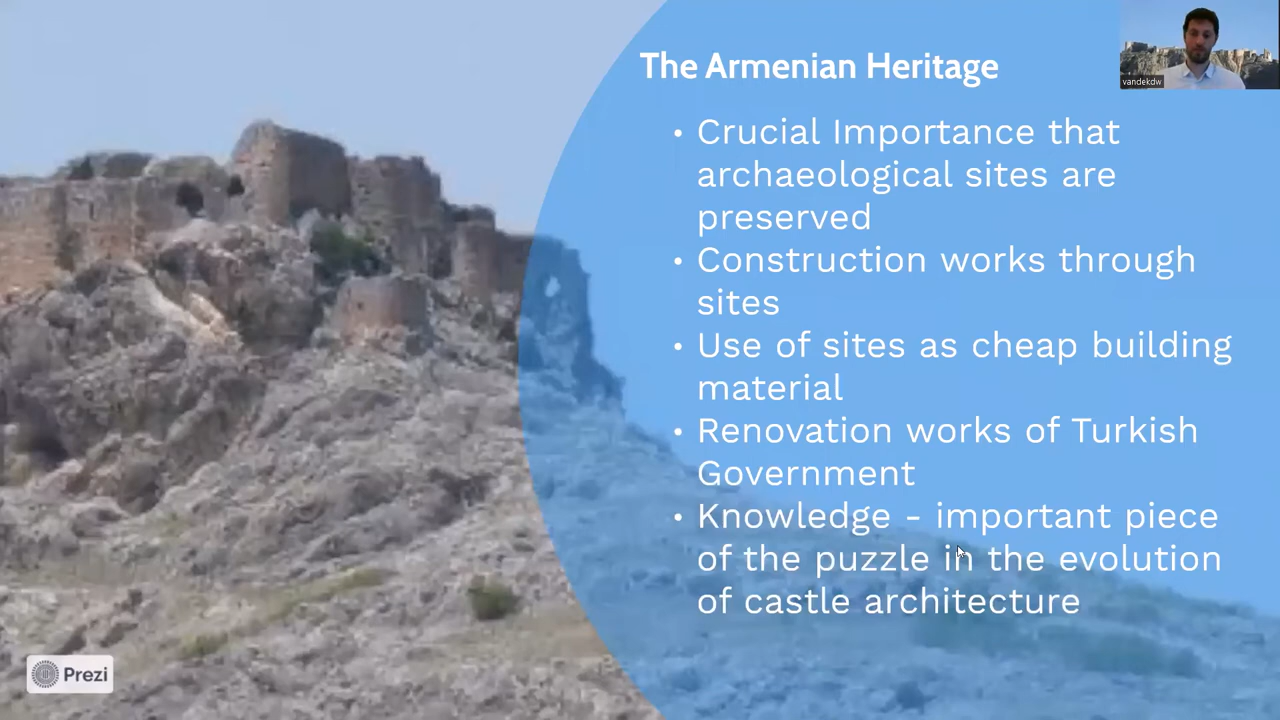 The Armenian Heritage
vandekdw
• Crucial Importance that
archaeological sites are
preserved
• Construction works through
sites
• Use of sites as cheap building
material
• Renovation works of Turkish
Government
• Knowledge - important piece
of the puzzle in the evolution
of castle architecture
Prezi